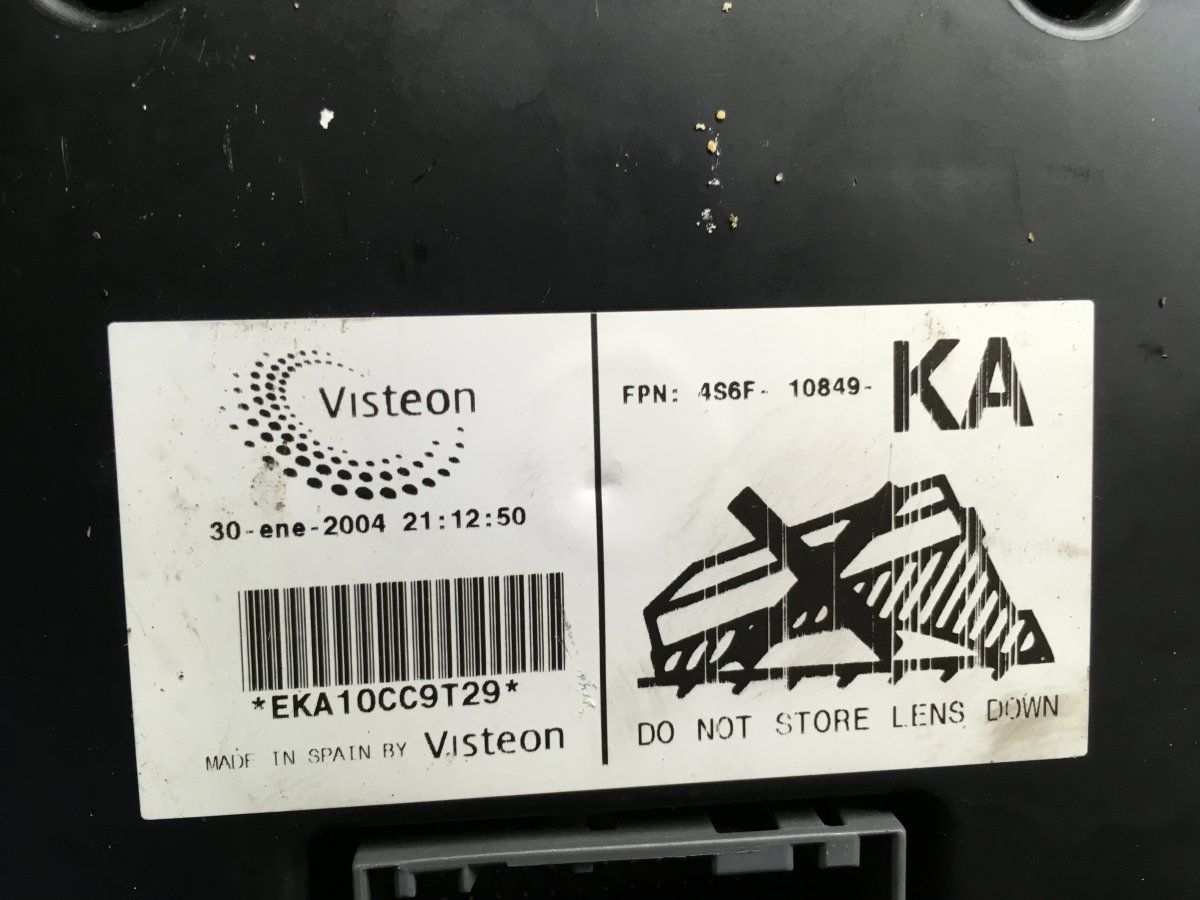 Visteon
30-ene-2004 21:12:50
*EKA10CC9T29*
MADE IN SPAIN BY Visteon
FPN: 4S6F- 10849- KA
DO NOT STORE LENS DOWN